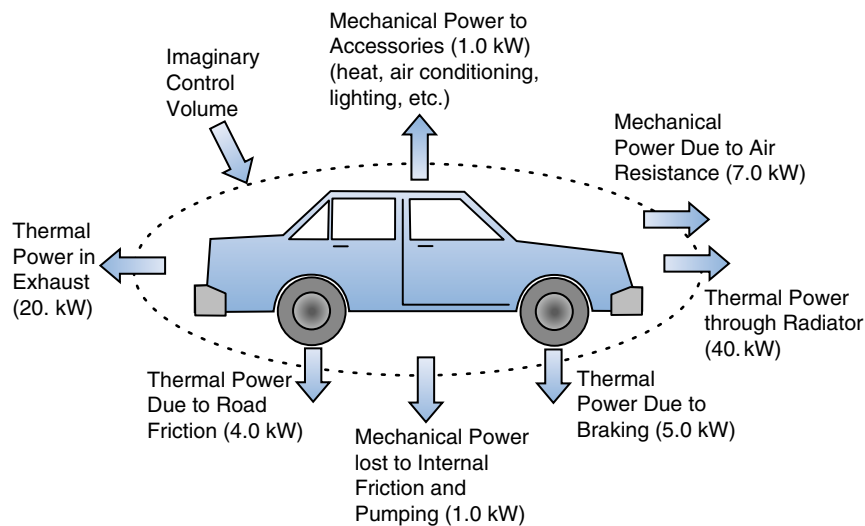 Mechanical Power to
Accessories (1.0 kW)
(heat, air conditioning,
lighting, etc.)
Imaginary
Control
Volume
Mechanical
Power Due to Air
Resistance (7.0 kW)
Thermal
Power in
Exhaust
(20. kW)
Thermal Power
through Radiator
(40. kW)
Thermal Power
Due to Road
Friction (4.0 kW)
Mechanical Power
lost to Internal
Friction and
Pumping (1.0 kW)
Thermal
Power Due to
Braking (5.0 kW)